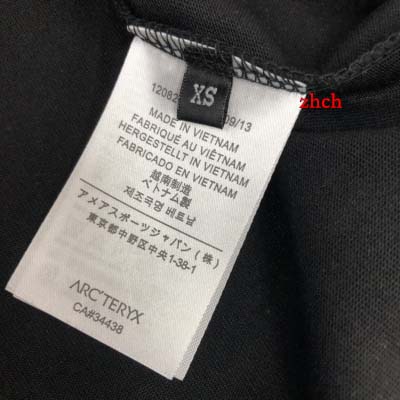 XS
zhch
MADE IN VIETNAM
FABRIQUÉ AU VIÊTNAM
HERGESTELLT IN VIETNAM
FABRICADO EN VIETNAM
越南制造
ベトナム製
제조국명 베트남
アメアスポーツジャパン(株)
東京都中野区中央1-38-1
ARC'TERYX
CA#34438